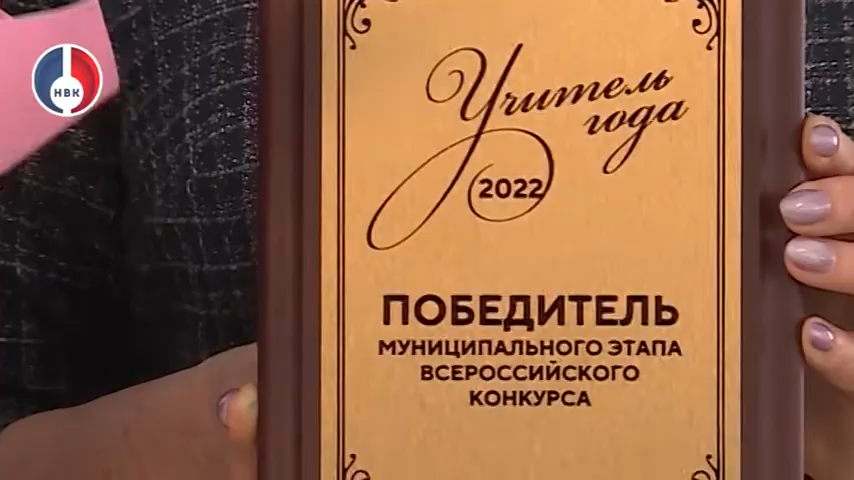 НВК
Учитель
года
2022
ПОБЕДИТЕЛЬ
МУНИЦИПАЛЬНОГО ЭТАПА
ВСЕРОССИЙСКОГО
КОНКУРСА